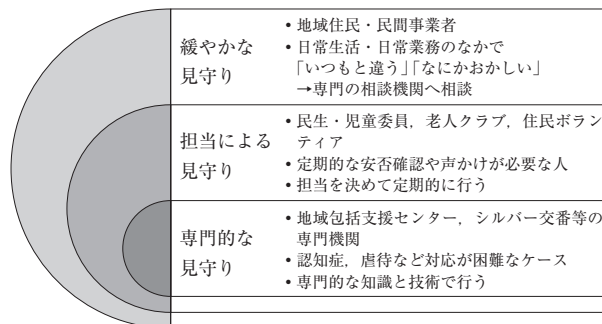 緩やかな
見守り
• 地域住民・民間事業者
• 日常生活・日常業務のなかで
「いつもと違う」「なにかおかしい」
→専門の相談機関へ相談
担当による
見守り
• 民生・児童委員，老人クラブ，住民ボラン
ティア
• 定期的な安否確認や声かけが必要な人
• 担当を決めて定期的に行う
専門的な
見守り
• 地域包括支援センター，シルバー交番等の
専門機関
• 認知症，虐待など対応が困難なケース
• 専門的な知識と技術で行う